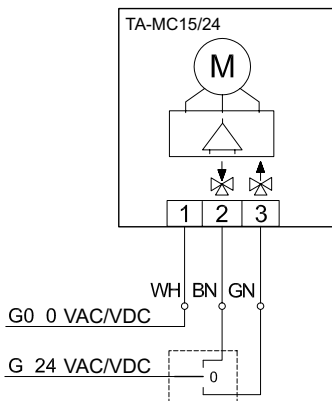 TA-MC15/24
M
1 2 3
WH BN GN
G0 0 VAC/VDC
G 24 VAC/VDC
0